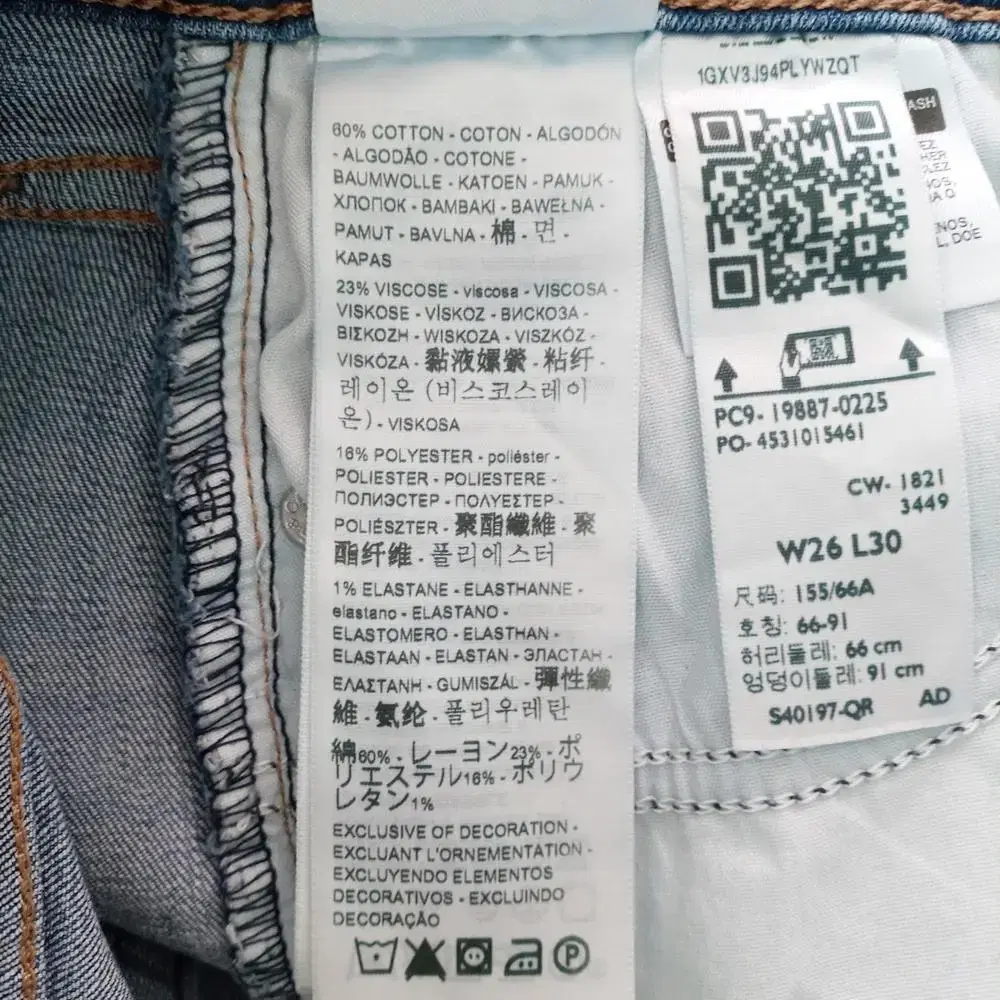 60% COTTON - COTON - ALGODÓN
- ALGODÃO - COTONE -
BAUMWOLLE - KATOEN - PAMUK -
ХЛОПОК - BAMBAKI - BAWEŁNA -
PAMUT - BAVLNA - 棉 - 면 -
KAPAS
23% VISCOSE - viscosa - VISCOSA -
VISKOSE - VİSKOZ - ВИСКОЗА -
ΒΙΣΚΟΖΗ - WISKOZA - VISZKÓZ -
VISKÓZA - 黏液嫘縈 - 粘纤 -
레이온 (비스코스레이
온) - VISKOSA
16% POLYESTER - poliéster -
POLIESTER - POLIESTERE -
ПОЛИЭСТЕР - ΠΟΛΥΕΣΤΕΡ -
POLIÉSZTER - 聚酯纖維 - 聚
酯纤维 - 폴리에스터
1% ELASTANE - ELASTHANNE -
elastano - ELASTANO -
ELASTOMERO - ELASTHAN -
ELASTAAN - ELASTAN - ЭЛАСТАН -
ΕΛΑΣΤΑΝΗ - GUMISZÁL - 彈性纖
維 - 氨纶 - 폴리우레탄
綿60% - レーヨン23% - ポ
リエステル16% - ポリウ
レタン1%
EXCLUSIVE OF DECORATION -
EXCLUANT L'ORNEMENTATION -
EXCLUYENDO ELEMENTOS
DECORATIVOS - EXCLUINDO
DECORAÇÃO
P
1GXV3J94PLYWZQT
PC9- 19887-0225
PO- 4531015461
CW- 1821
3449
W26 L30
尺码: 155/66A
호칭: 66-91
허리둘레: 66 cm
엉덩이둘레: 91 cm
S40197-QR AD